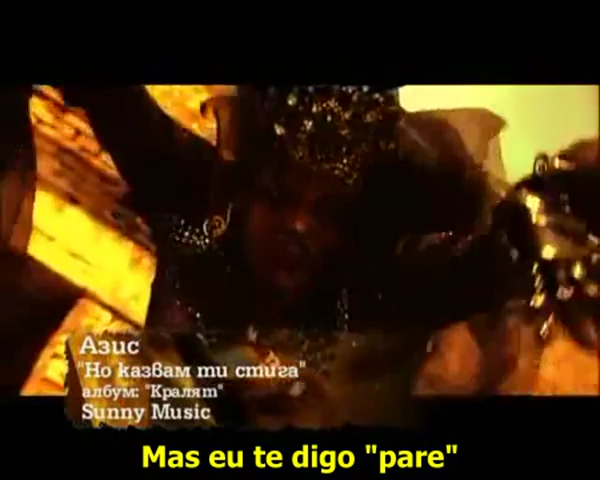 Азис
"Но казвам ти стига"
албум: "Кралят"
Sunny Music
Mas eu te digo "pare"